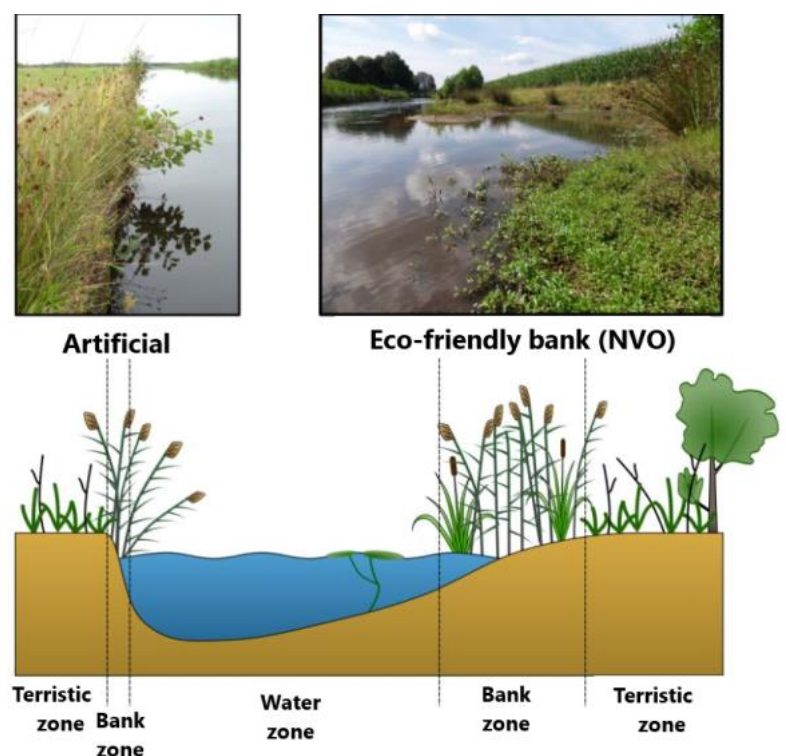 Artificial
Eco-friendly bank (NVO)
Terristic
zone
Bank
zone
Water
zone
Bank
zone
Terristic
zone